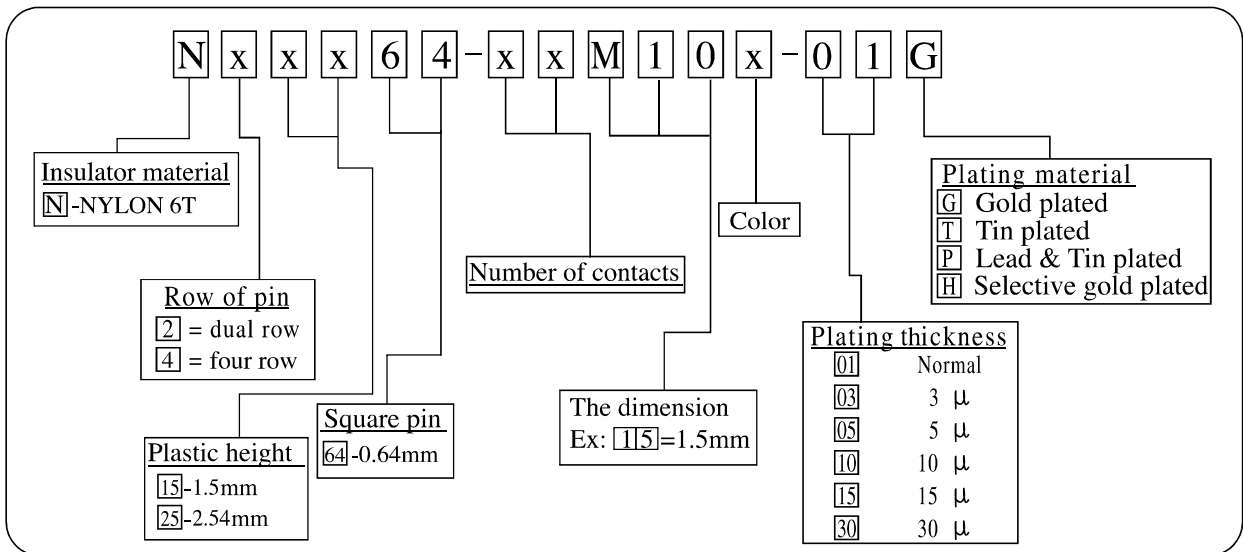 N x x x 6 4 - x x M 1 0 x - 0 1 G
Insulator material
N -NYLON 6T
Row of pin
2 = dual row
4 = four row
Plastic height
15 -1.5mm
25 -2.54mm
Square pin
64 -0.64mm
Number of contacts
The dimension
Ex: 1 5 =1.5mm
Color
Plating thickness
01 Normal
03 3 μ
05 5 μ
10 10 μ
15 15 μ
30 30 μ
Plating material
G Gold plated
T Tin plated
P Lead & Tin plated
H Selective gold plated